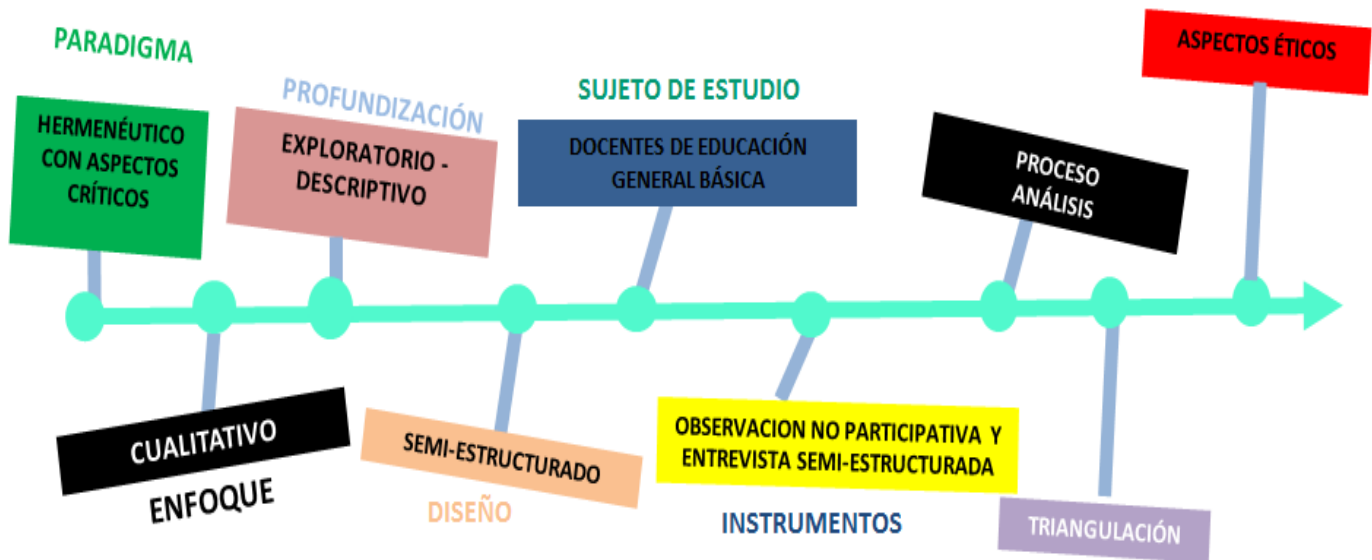 PARADIGMA
HERMENÉUTICO
CON ASPECTOS
CRÍTICOS
CUALITATIVO
ENFOQUE
PROFUNDIZACIÓN
EXPLORATORIO -
DESCRIPTIVO
SEMI-ESTRUCTURADO
DISEÑO
SUJETO DE ESTUDIO
DOCENTES DE EDUCACIÓN
GENERAL BÁSICA
OBSERVACION NO PARTICIPATIVA Y
ENTREVISTA SEMI-ESTRUCTURADA
INSTRUMENTOS
PROCESO
ANÁLISIS
TRIANGULACIÓN
ASPECTOS ÉTICOS